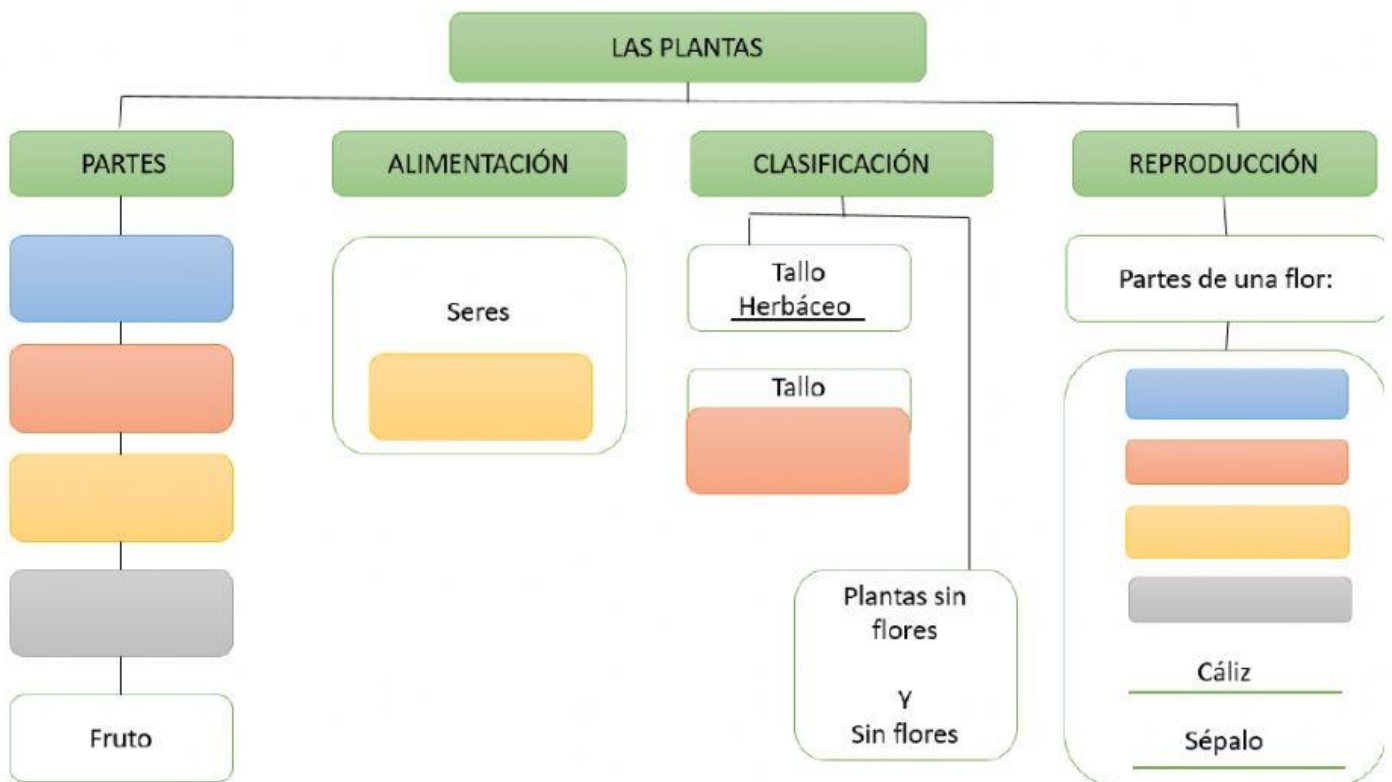 LAS PLANTAS
PARTES
ALIMENTACIÓN
CLASIFICACIÓN
REPRODUCCIÓN
Seres
Tallo
Herbáceo
Tallo
Partes de una flor:
Plantas sin
flores
Y
Sin flores
Cáliz
Sépalo
Fruto